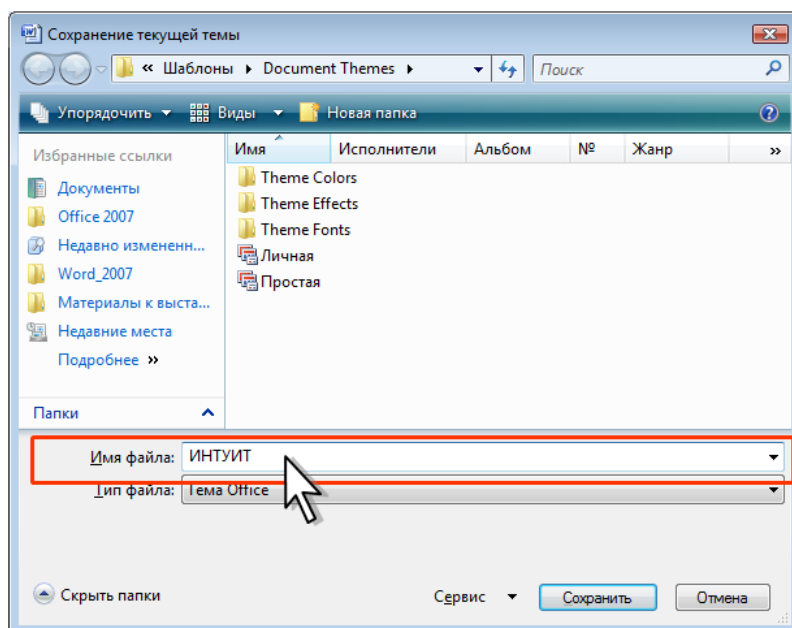 Сохранение текущей темы
« Шаблоны Document Themes Поиск
Упорядочить Виды Новая папка
Избранные ссылки
Имя Исполнители Альбом № Жанр »
Документы
Office 2007
Недавно измененн...
Word_2007
Материалы к выста...
Недавние места
Подробнее »
Папки
Theme Colors
Theme Effects
Theme Fonts
Личная
Простая
Имя файла: ИНТУИТ
Тип файла: Тема Office
Скрыть папки Сервис Сохранить Отмена